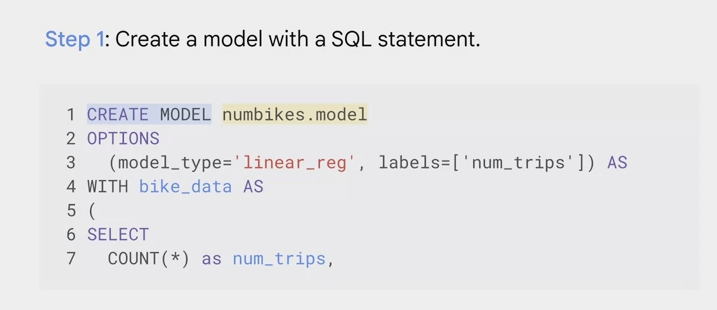 Step 1: Create a model with a SQL statement.
1 CREATE MODEL numbikes.model
2 OPTIONS
3 (model_type='linear_reg', labels=['num_trips']) AS
4 WITH bike_data AS
5 (
6 SELECT
7 COUNT(*) as num_trips,